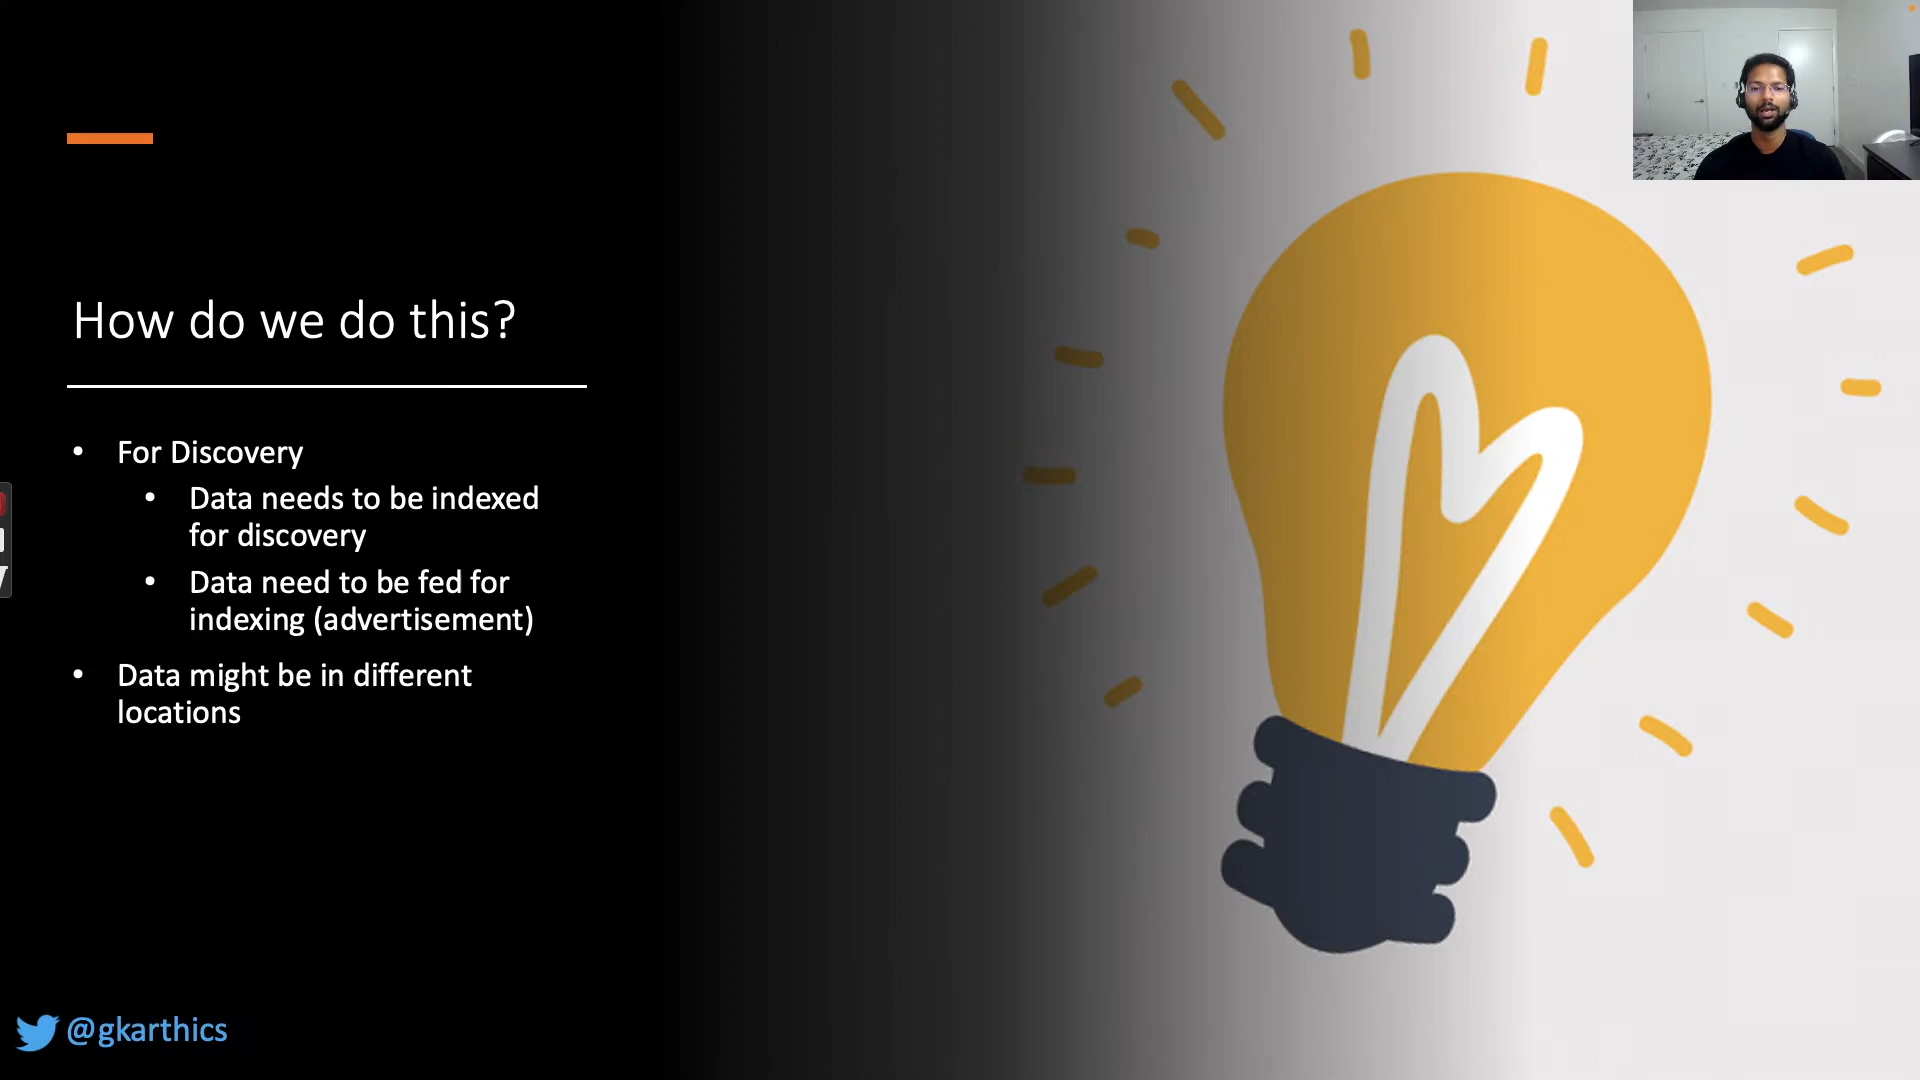 How do we do this?
• For Discovery
• Data needs to be indexed
for discovery
• Data need to be fed for
indexing (advertisement)
• Data might be in different
locations
@gkarthics